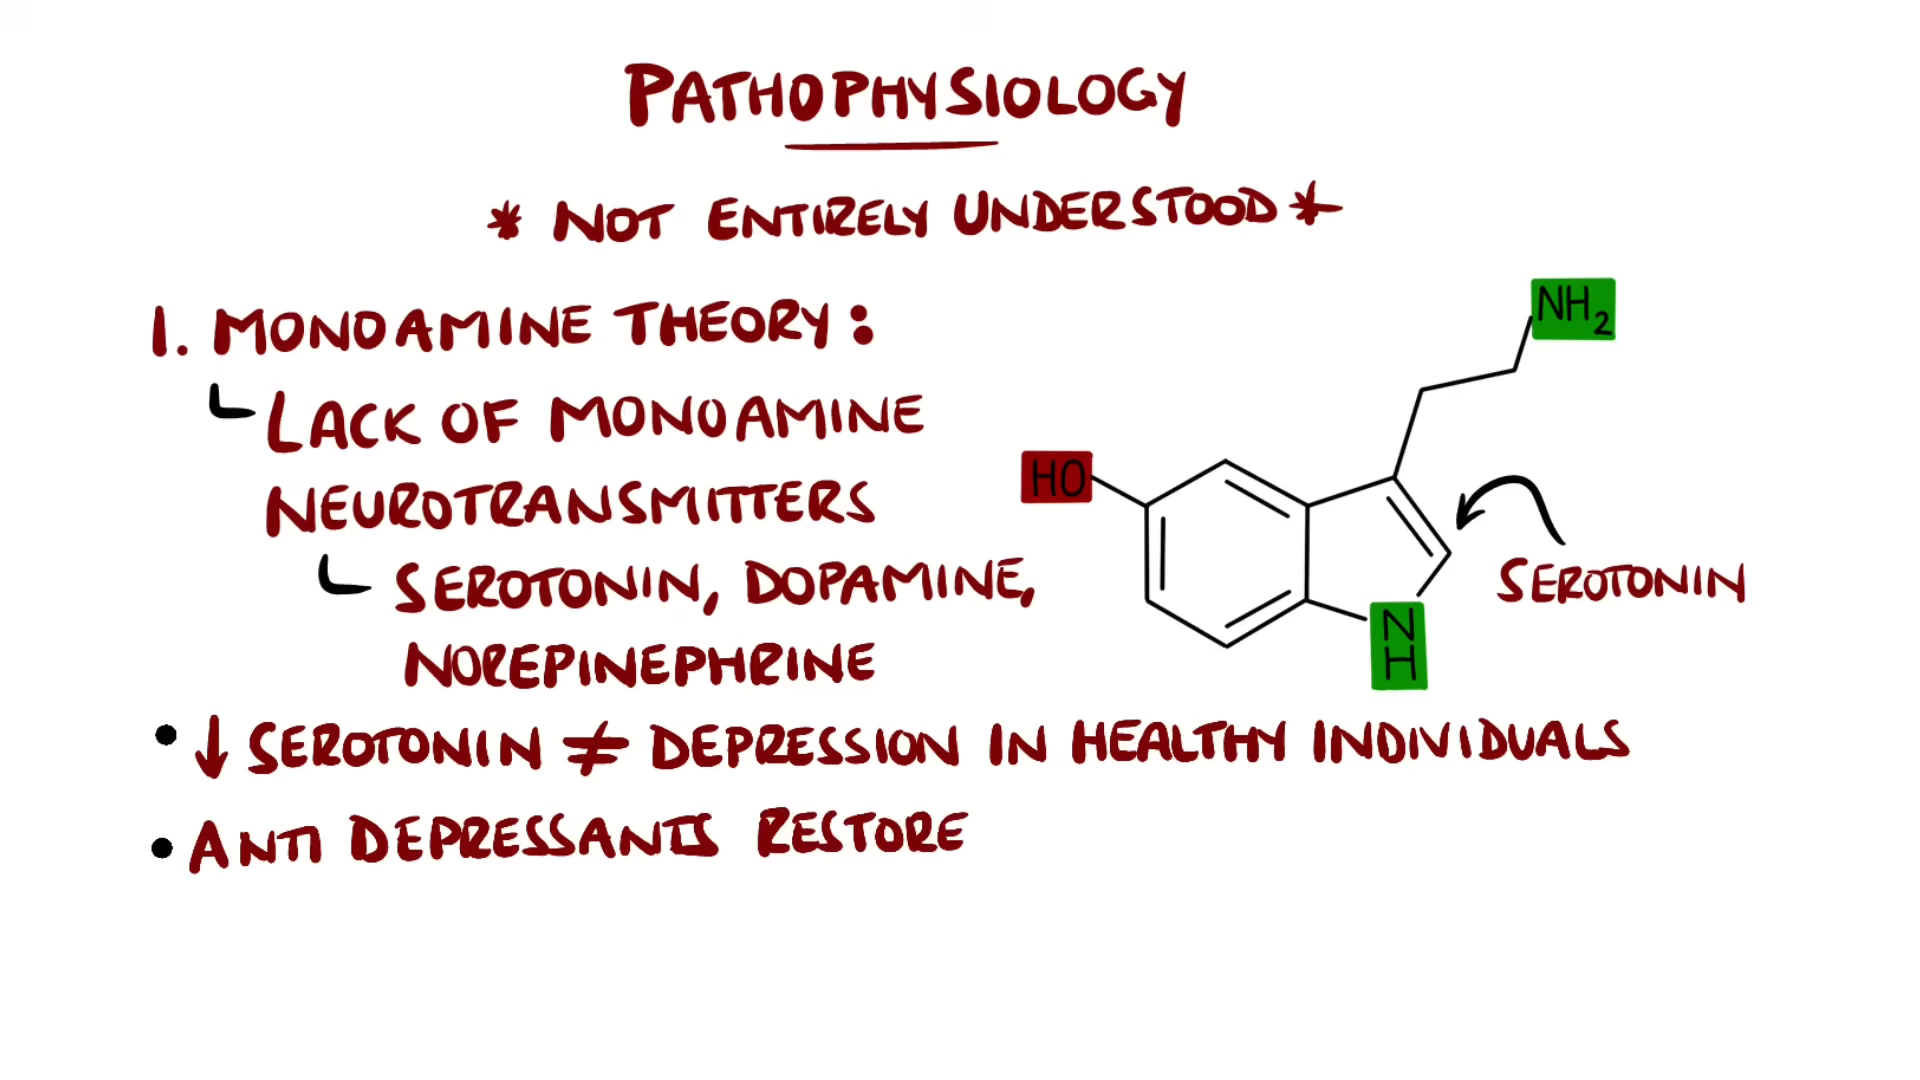 PATHOPHYSIOLOGY
* NOT ENTIRELY UNDERSTOOD *
1. MONOAMINE THEORY:
LACK OF MONOAMINE
NEUROTRANSMITTERS
SEROTONIN, DOPAMINE,
NOREPINEPHRINE
NH2
HO
N
H
SEROTONIN
• ↓ SEROTONIN ≠ DEPRESSION IN HEALTHY INDIVIDUALS
• ANTI DEPRESSANTS RESTORE